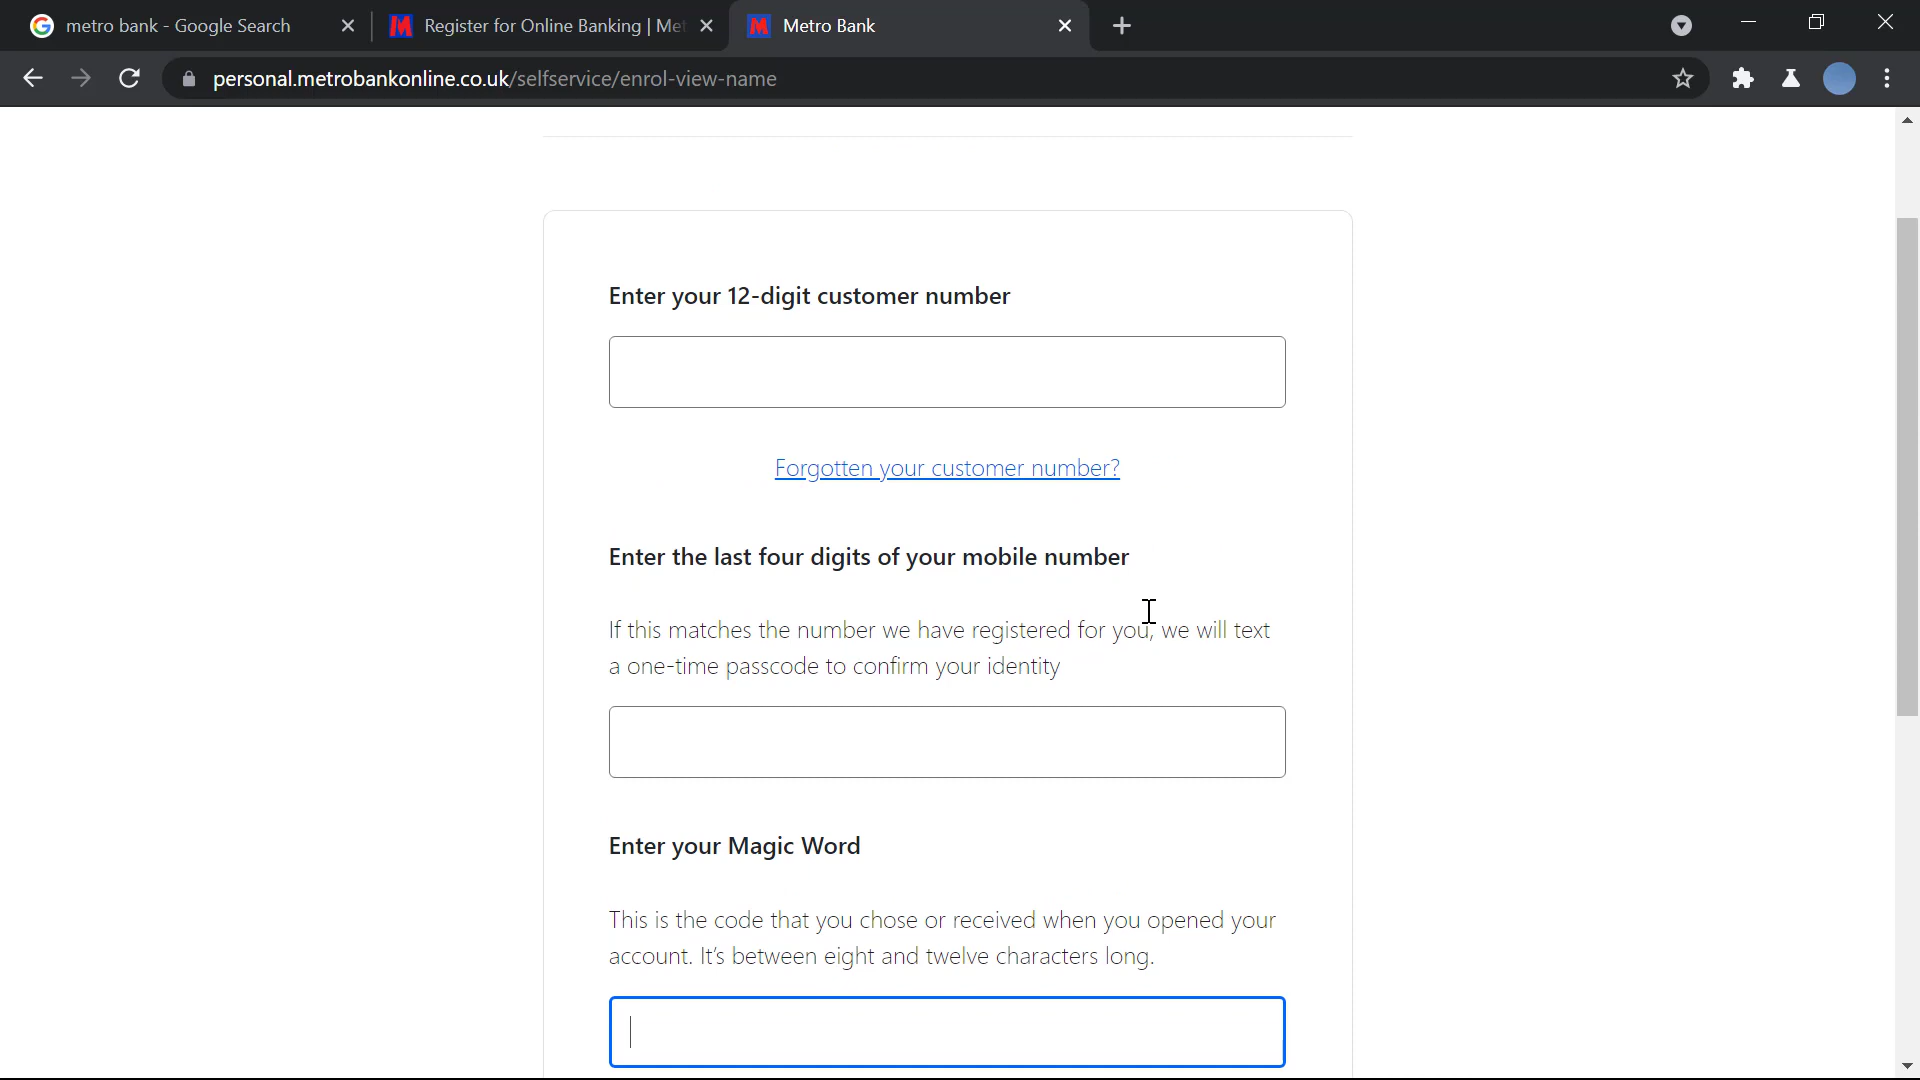 metro bank - Google Search
Register for Online Banking | Met
Metro Bank
personal.metrobankonline.co.uk/selfservice/enrol-view-name
Enter your 12-digit customer number
Forgotten your customer number?
Enter the last four digits of your mobile number
If this matches the number we have registered for you, we will text
a one-time passcode to confirm your identity
Enter your Magic Word
This is the code that you chose or received when you opened your
account. It's between eight and twelve characters long.